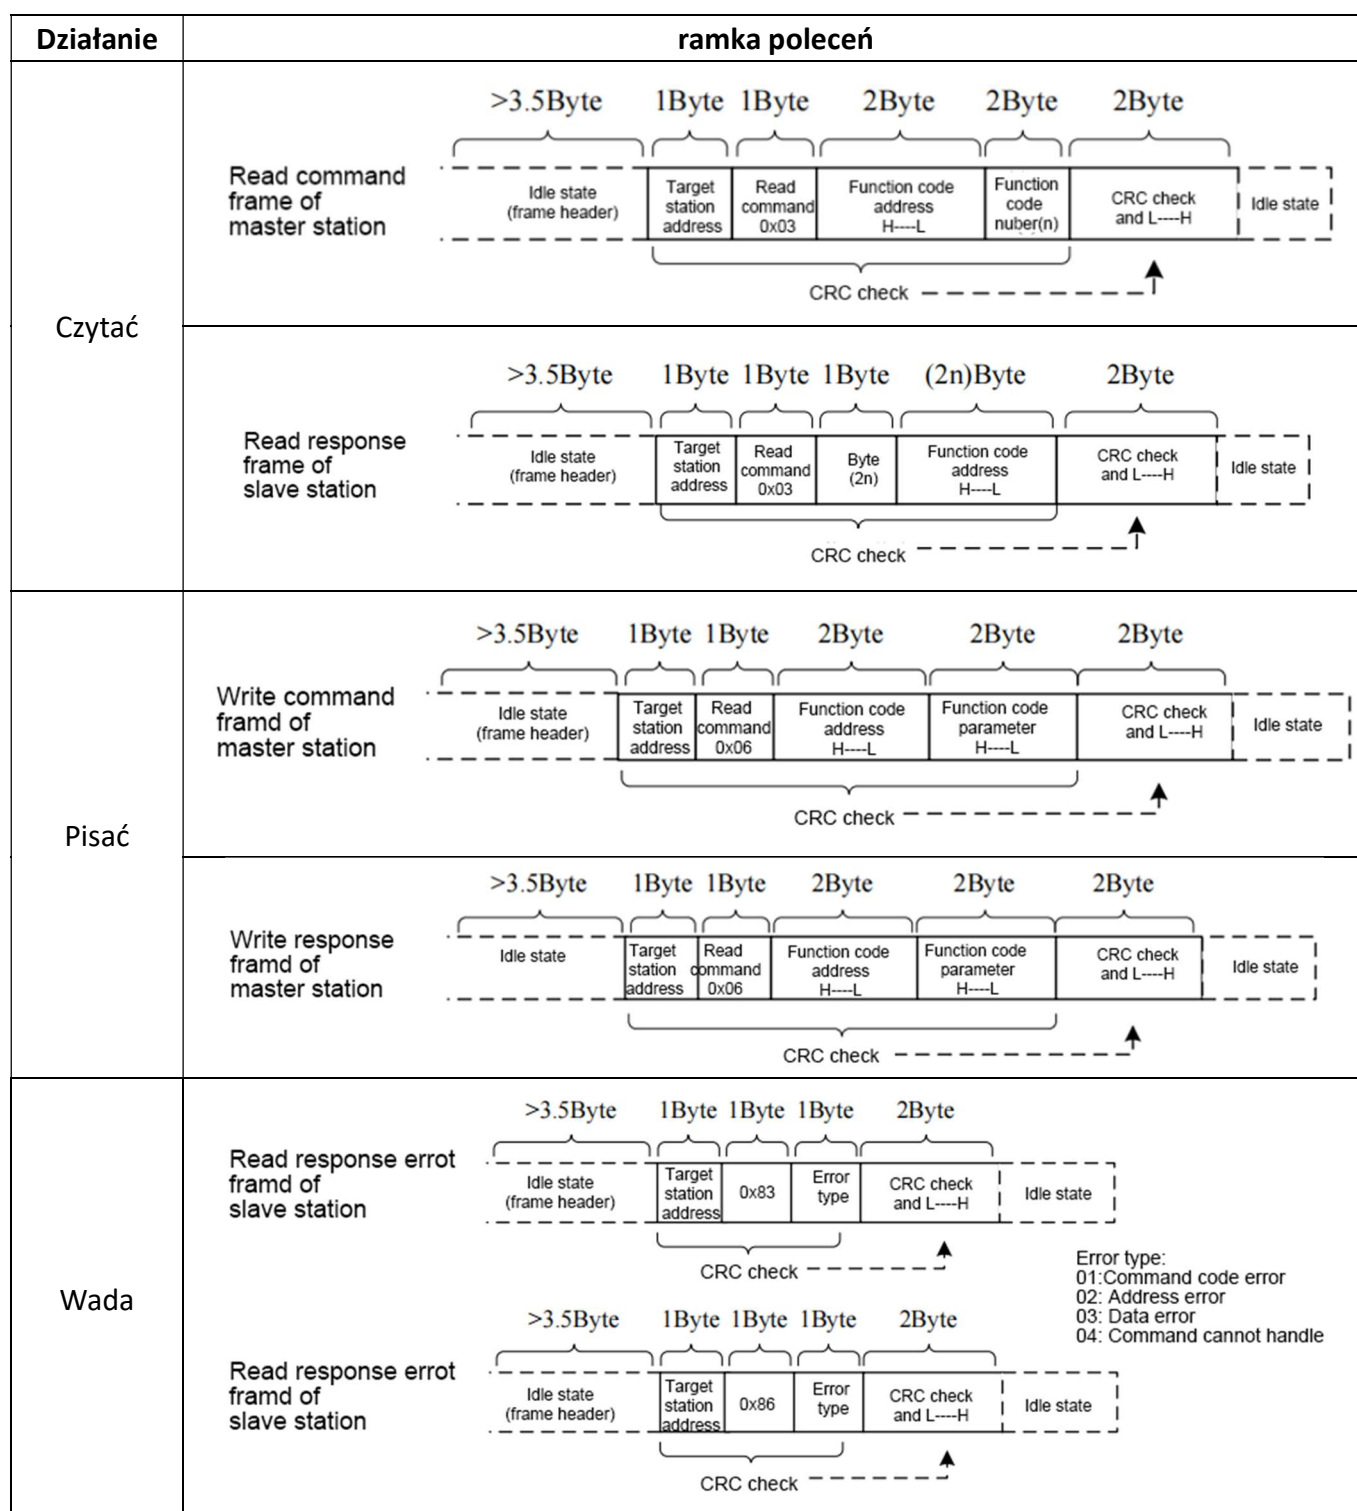 Działanie
ramka poleceń
Czytać
>3.5Byte 1Byte 1Byte 2Byte 2Byte 2Byte
Read command
frame of
master station
Idle state
(frame header)
Target
station
address
Read
command
0x03
Function code
address
H----L
Function
code
nuber(n)
CRC check
and L----H
Idle state
CRC check
>3.5Byte 1Byte 1Byte 1Byte (2n)Byte 2Byte
Read response
frame of
slave station
Idle state
(frame header)
Target
station
address
Read
command
0x03
Byte
(2n)
Function code
address
H----L
CRC check
and L----H
Idle state
CRC check
Pisać
>3.5Byte 1Byte 1Byte 2Byte 2Byte 2Byte
Write command
framd of
master station
Idle state
(frame header)
Target
station
address
Read
command
0x06
Function code
address
H----L
Function code
parameter
H----L
CRC check
and L----H
Idle state
CRC check
>3.5Byte 1Byte 1Byte 2Byte 2Byte 2Byte
Write response
framd of
master station
Idle state
Target
station
address
Read
command
0x06
Function code
address
H----L
Function code
parameter
H----L
CRC check
and L----H
Idle state
CRC check
Wada
>3.5Byte 1Byte 1Byte 1Byte 2Byte
Read response errot
framd of
slave station
Idle state
(frame header)
Target
station
address
0x83
Error
type
CRC check
and L----H
Idle state
CRC check
Error type:
01:Command code error
02: Address error
03: Data error
04: Command cannot handle
>3.5Byte 1Byte 1Byte 1Byte 2Byte
Read response errot
framd of
slave station
Idle state
(frame header)
Target
station
address
0x86
Error
type
CRC check
and L----H
Idle state
CRC check